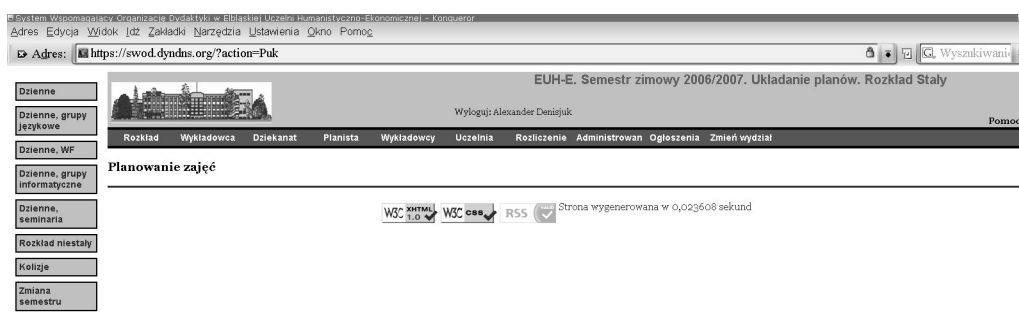 System Wspomagający Organizację Dydaktyki w Elbląskiej Uczelni Humanistyczno-Ekonomicznej - Konqueror
Adres Edycja Widok Idź Zakładki Narzędzia Ustawienia Okno Pomoc
Adres: https://swod.dyndns.org/?action=Puk
Wyszukiwani
EUH-E. Semestr zimowy 2006/2007. Układanie planów. Rozkład Stały
Wyloguj: Alexander Denisjuk
Pomoc
Rozkład Wykładowca Dziekanat Planista Wykładowcy Uczelnia Rozliczenie Administrowan Ogłoszenia Zmień wydział
Dzienne
Dzienne, grupy
językowe
Dzienne, WF
Dzienne, grupy
informatyczne
Dzienne,
seminaria
Rozkład niestały
Kolizje
Zmiana
semestru
Planowanie zajęć
W3C XHTML 1.0 W3C css RSS Strona wygenerowana w 0,023608 sekund